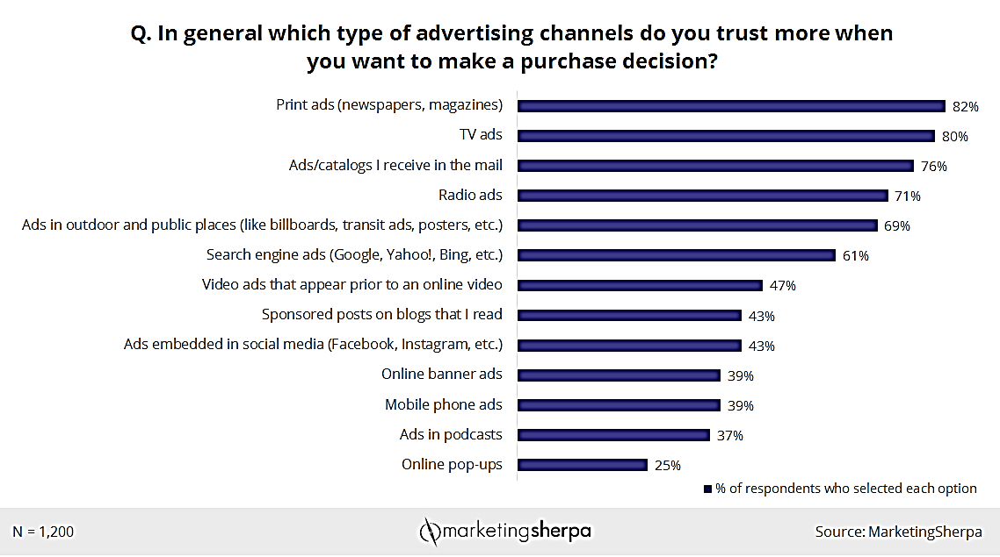 Q. In general which type of advertising channels do you trust more when
you want to make a purchase decision?
Print ads (newspapers, magazines) 82%
TV ads 80%
Ads/catalogs I receive in the mail 76%
Radio ads 71%
Ads in outdoor and public places (like billboards, transit ads, posters, etc.) 69%
Search engine ads (Google, Yahoo!, Bing, etc.) 61%
Video ads that appear prior to an online video 47%
Sponsored posts on blogs that I read 43%
Ads embedded in social media (Facebook, Instagram, etc.) 43%
Online banner ads 39%
Mobile phone ads 39%
Ads in podcasts 37%
Online pop-ups 25%
% of respondents who selected each option
N = 1,200 marketingsherpa Source: MarketingSherpa